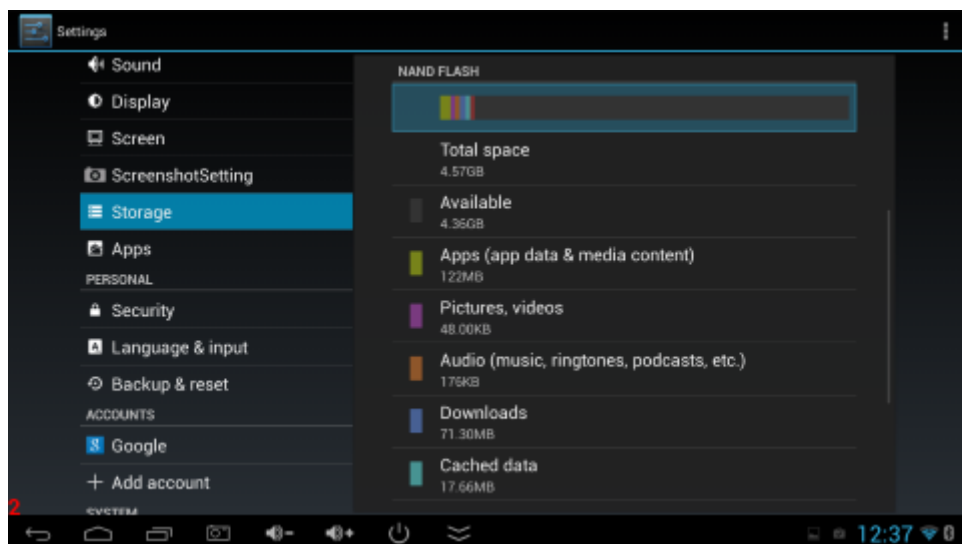 Settings
Sound
Display
Screen
ScreenshotSetting
Storage
Apps
PERSONAL
Security
Language & input
Backup & reset
ACCOUNTS
Google
Add account
SYSTEM
NAND FLASH
Total space
4.57GB
Available
4.36GB
Apps (app data & media content)
122MB
Pictures, videos
48.00KB
Audio (music, ringtones, podcasts, etc.)
176KB
Downloads
71.30MB
Cached data
17.66MB
2
12:37